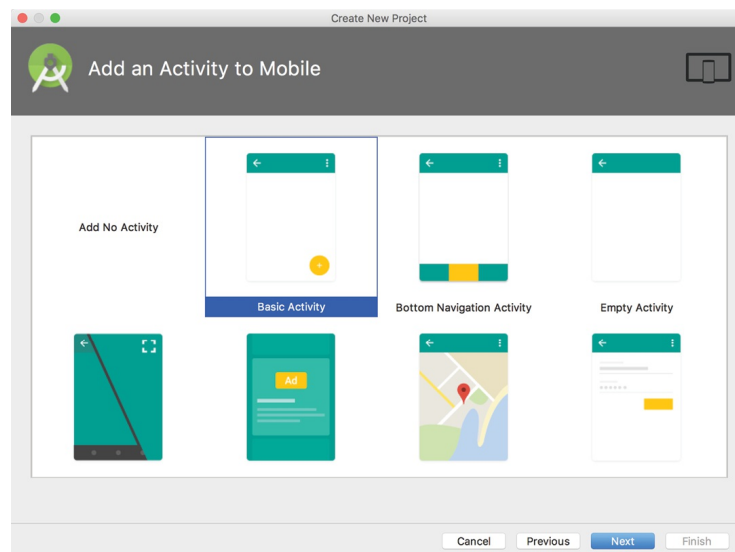 Create New Project
Add an Activity to Mobile
Add No Activity
Basic Activity
Bottom Navigation Activity
Empty Activity
Ad
Cancel
Previous
Next
Finish